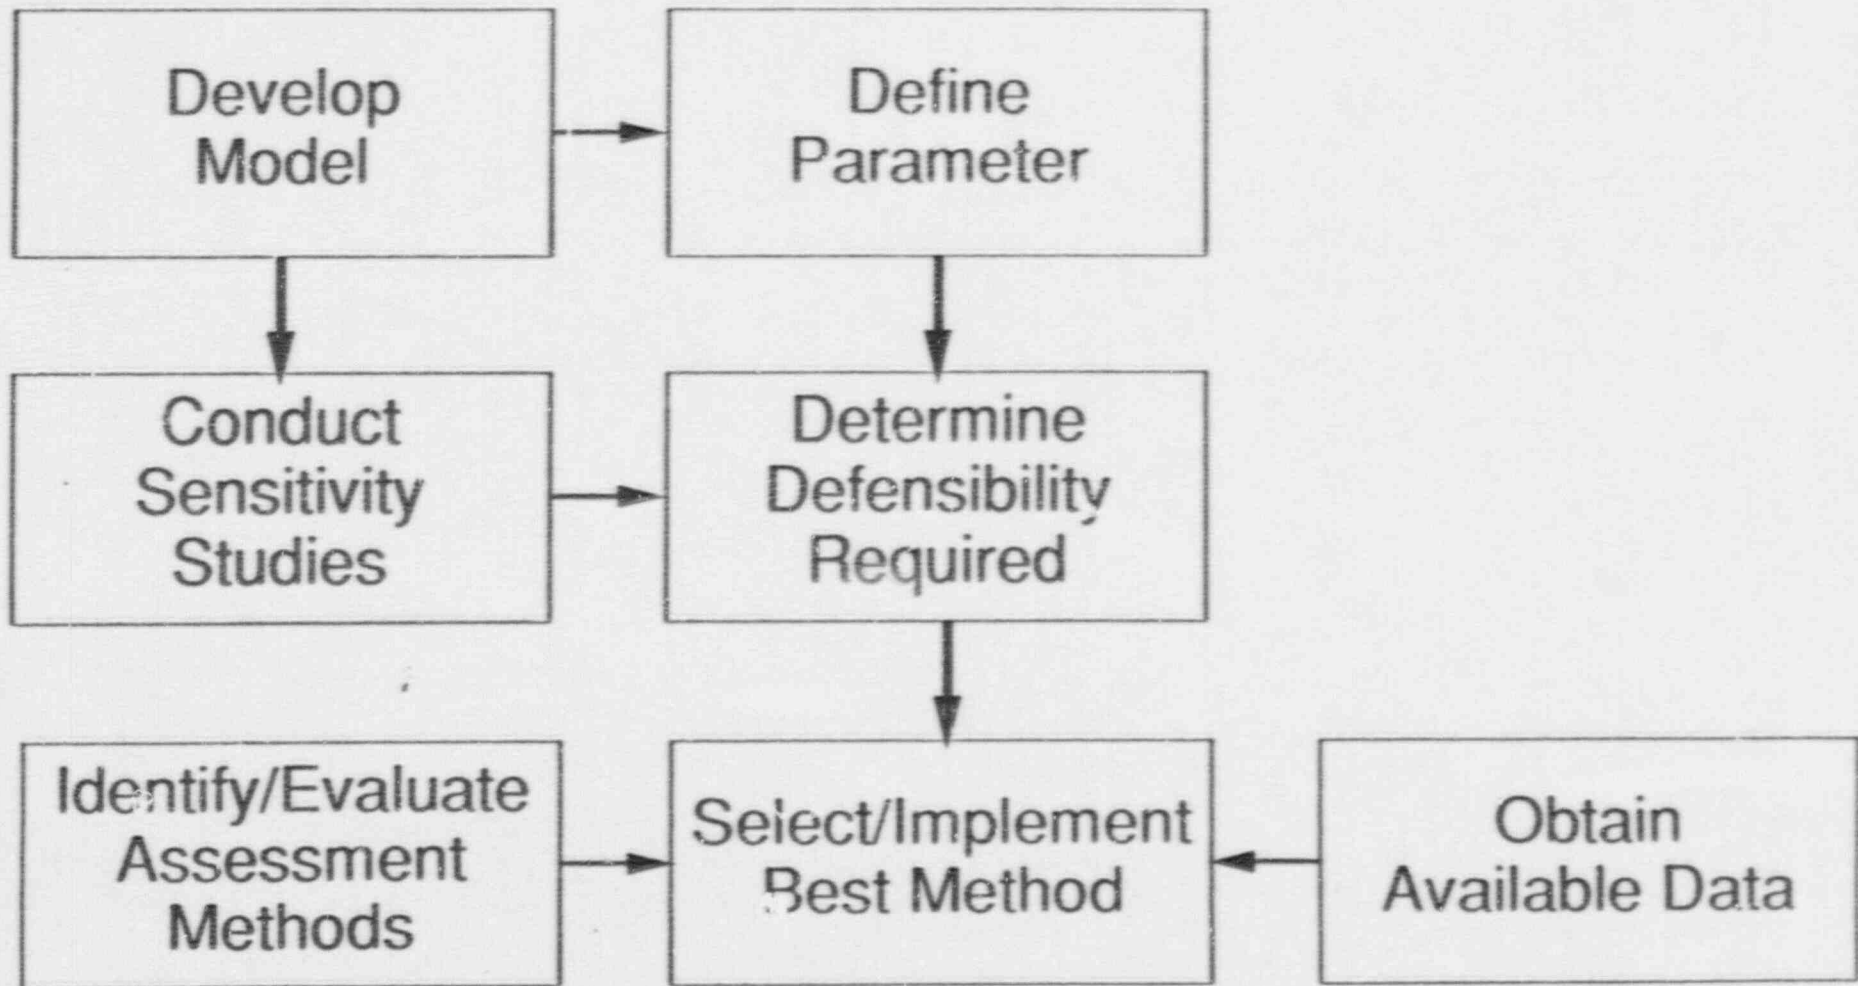 Develop
Model
Define
Parameter
Conduct
Sensitivity
Studies
Determine
Defensibility
Required
Identify/Evaluate
Assessment
Methods
Select/Implement
Best Method
Obtain
Available Data